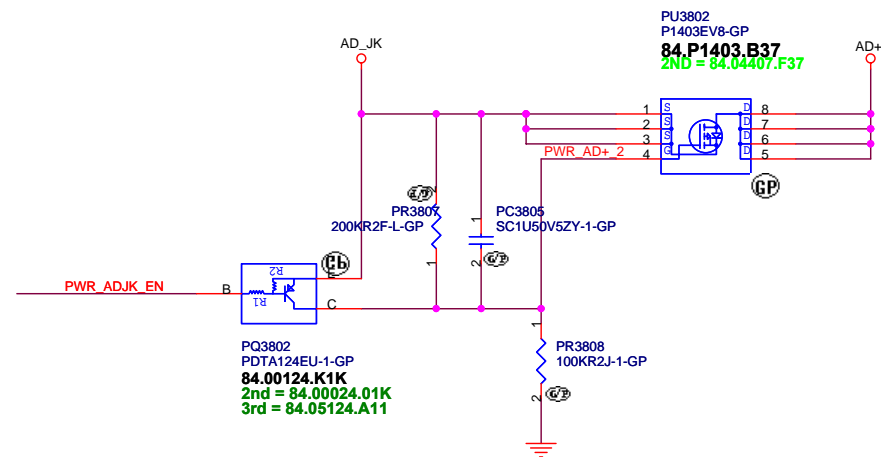 PU3802
P1403EV8-GP
84.P1403.B37
2ND = 84.04407.F37
AD_JK
AD+
1 S D 8
2 S D 7
3 S D 6
4 G D 5
PWR_AD+_2
GP
G/P
2
PR3807
200KR2F-L-GP
1
1
PC3805
SC1U50V5ZY-1-GP
2
G/P
R2
E
PWR_ADJK_EN
B
R1
C
PQ3802
PDTA124EU-1-GP
84.00124.K1K
2nd = 84.00024.01K
3rd = 84.05124.A11
1
PR3808
100KR2J-1-GP
2
G/P